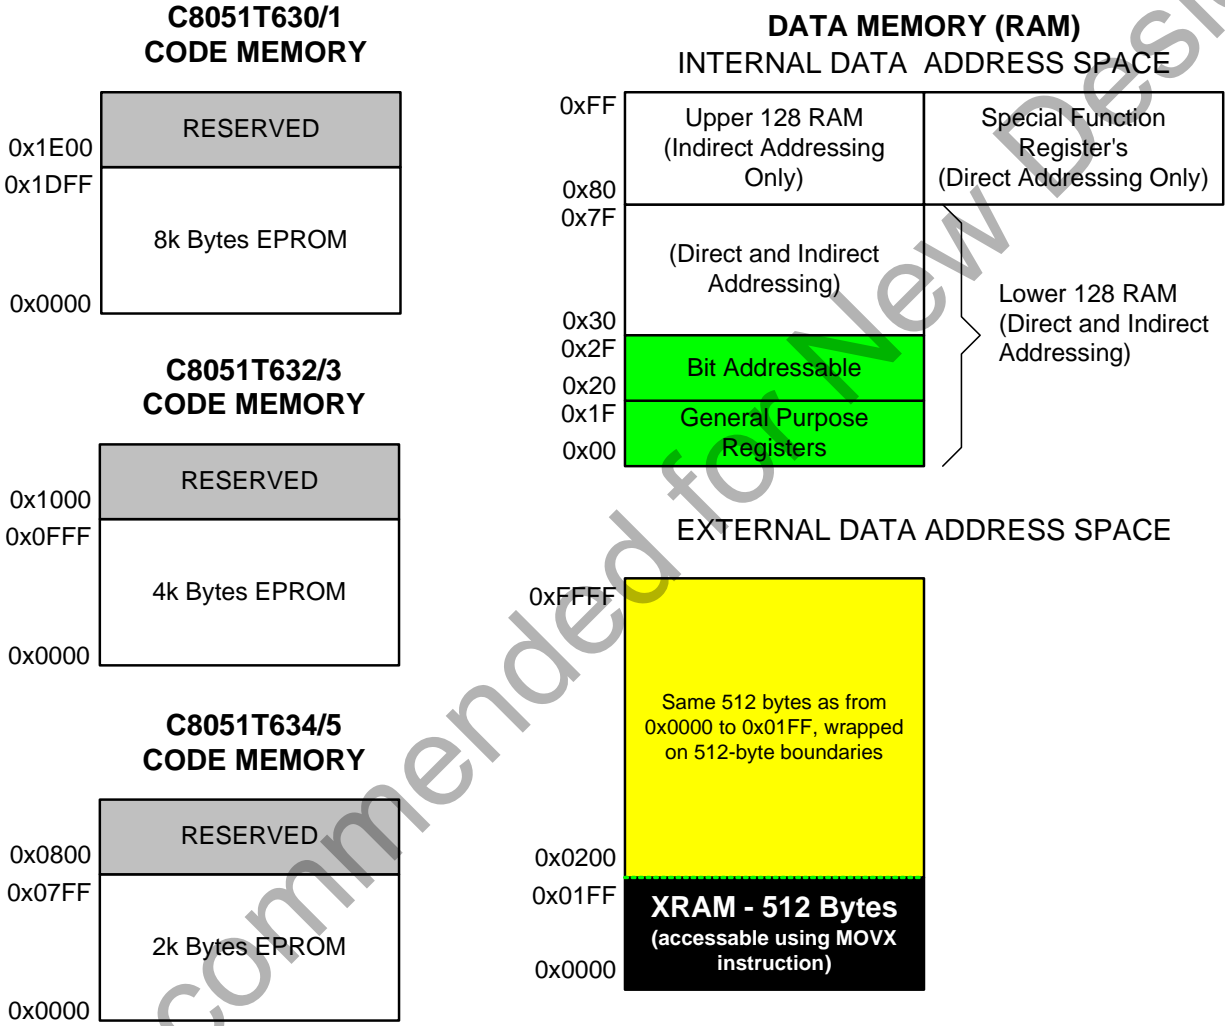 C8051T630/1
CODE MEMORY
RESERVED
0x1E00
0x1DFF
8k Bytes EPROM
0x0000
C8051T632/3
CODE MEMORY
RESERVED
0x1000
0x0FFF
4k Bytes EPROM
0x0000
C8051T634/5
CODE MEMORY
RESERVED
0x0800
0x07FF
2k Bytes EPROM
0x0000
DATA MEMORY (RAM)
INTERNAL DATA ADDRESS SPACE
0xFF
Upper 128 RAM
(Indirect Addressing
Only)
Special Function
Register's
(Direct Addressing Only)
0x80
0x7F
(Direct and Indirect
Addressing)
Lower 128 RAM
(Direct and Indirect
Addressing)
0x30
0x2F
Bit Addressable
0x20
0x1F
General Purpose
Registers
0x00
EXTERNAL DATA ADDRESS SPACE
0xFFFF
Same 512 bytes as from
0x0000 to 0x01FF, wrapped
on 512-byte boundaries
0x0200
0x01FF
XRAM - 512 Bytes
(accessable using MOVX
instruction)
0x0000
commended for New Desi